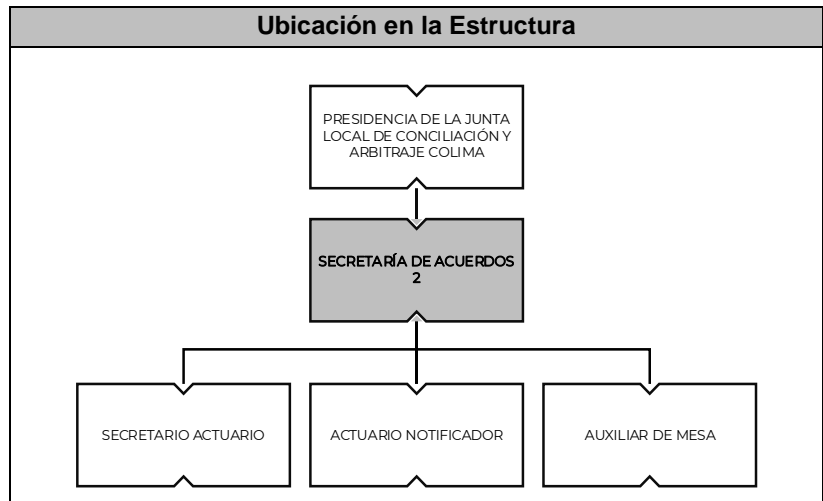 Ubicación en la Estructura
PRESIDENCIA DE LA JUNTA
LOCAL DE CONCILIACIÓN Y
ARBITRAJE COLIMA
SECRETARÍA DE ACUERDOS
2
SECRETARIO ACTUARIO
ACTUARIO NOTIFICADOR
AUXILIAR DE MESA